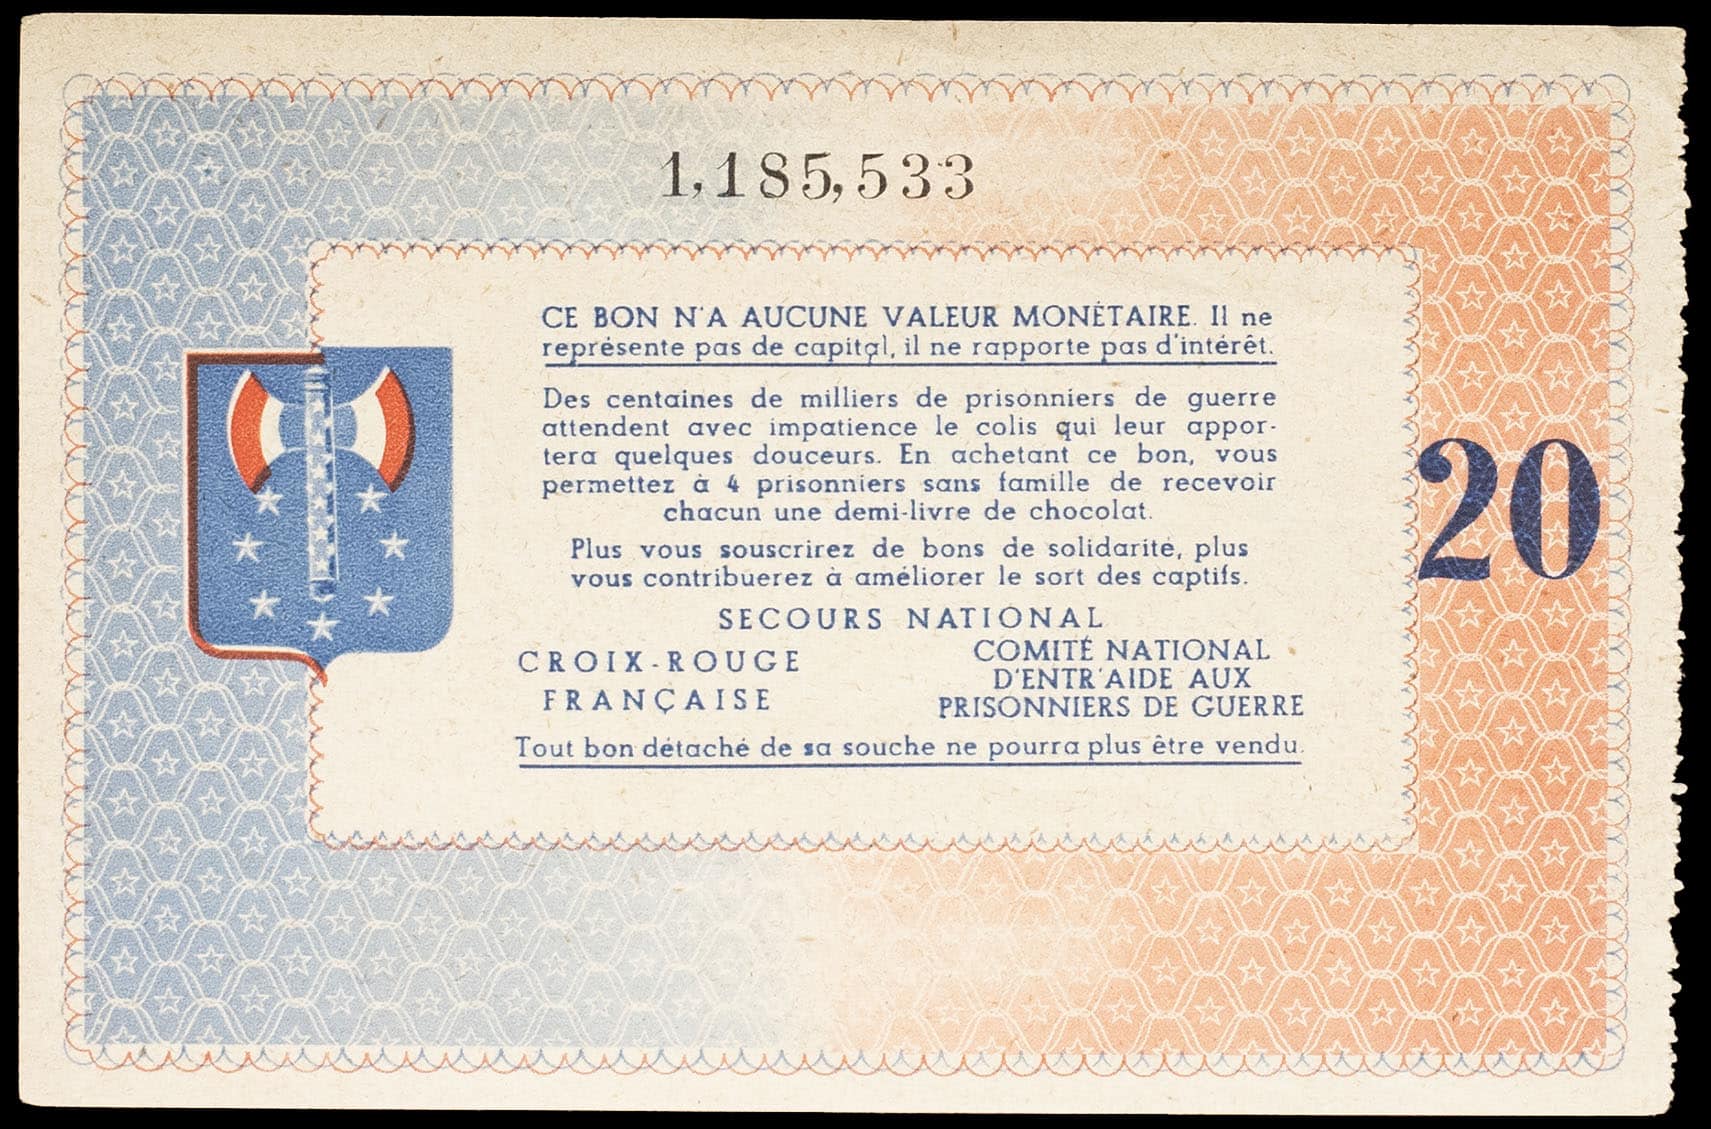 1,185,533
CE BON N'A AUCUNE VALEUR MONÉTAIRE. Il ne
représente pas de capital, il ne rapporte pas d'intérêt.
Des centaines de milliers de prisonniers de guerre
attendent avec impatience le colis qui leur appor-
tera quelques douceurs. En achetant ce bon, vous
permettez à 4 prisonniers sans famille de recevoir
chacun une demi-livre de chocolat.
20
Plus vous souscrirez de bons de solidarité, plus
vous contribuerez à améliorer le sort des captifs.
SECOURS NATIONAL
CROIX-ROUGE
FRANÇAISE
COMITÉ NATIONAL
D'ENTR'AIDE AUX
PRISONNIERS DE GUERRE
Tout bon détaché de sa souche ne pourra plus être vendu.